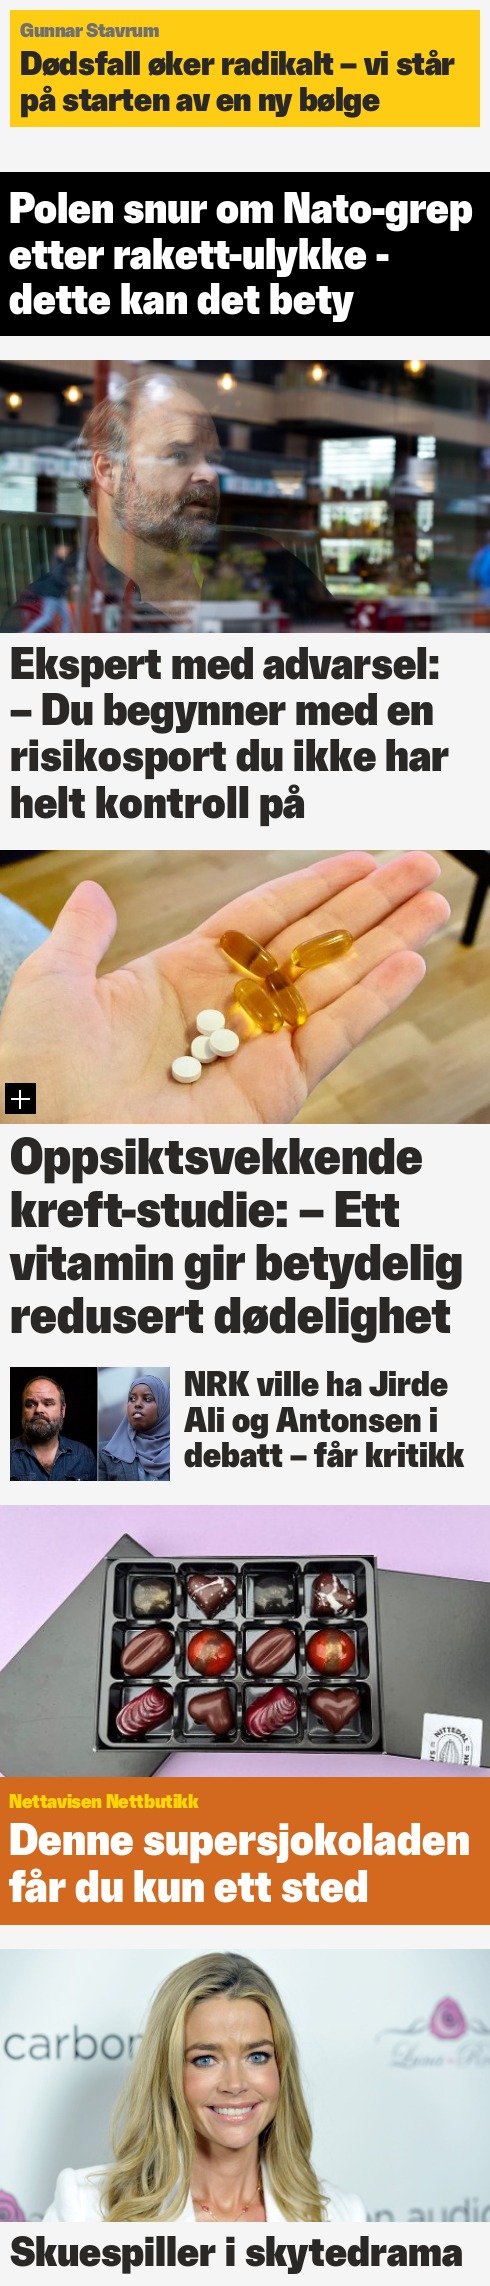 Gunnar Stavrum
Dødsfall øker radikalt – vi står
på starten av en ny bølge
Polen snur om Nato-grep
etter rakett-ulykke -
dette kan det bety
Ekspert med advarsel:
– Du begynner med en
risikosport du ikke har
helt kontroll på
Oppsiktsvekkende
kreft-studie: – Ett
vitamin gir betydelig
redusert dødelighet
NRK ville ha Jirde
Ali og Antonsen i
debatt – får kritikk
NITTEDAL
Nettavisen Nettbutikk
Denne supersjokoladen
får du kun ett sted
carbon
Skuespiller i skytedrama